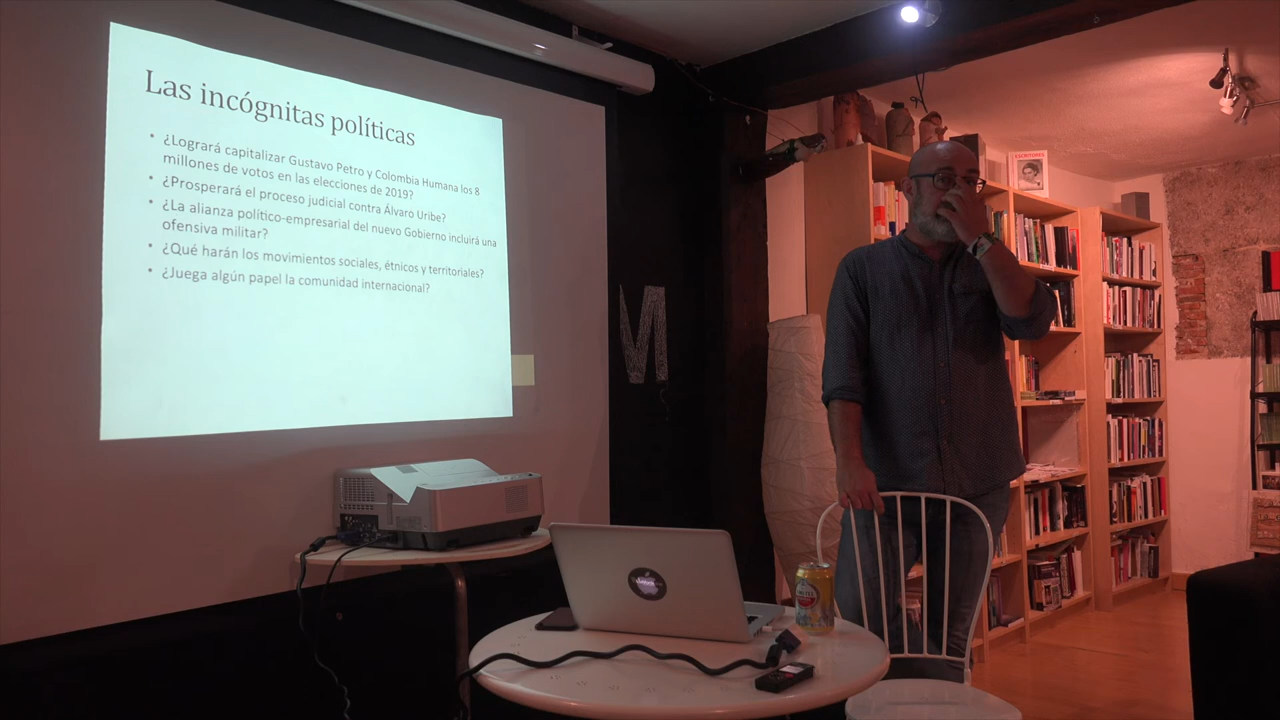 Las incógnitas políticas
• ¿Logrará capitalizar Gustavo Petro y Colombia Humana los 8
millones de votos en las elecciones de 2019?
• ¿Prosperará el proceso judicial contra Álvaro Uribe?
• ¿La alianza político-empresarial del nuevo Gobierno incluirá una
ofensiva militar?
• ¿Qué harán los movimientos sociales, étnicos y territoriales?
• ¿Juega algún papel la comunidad internacional?
M
ESCRITORES